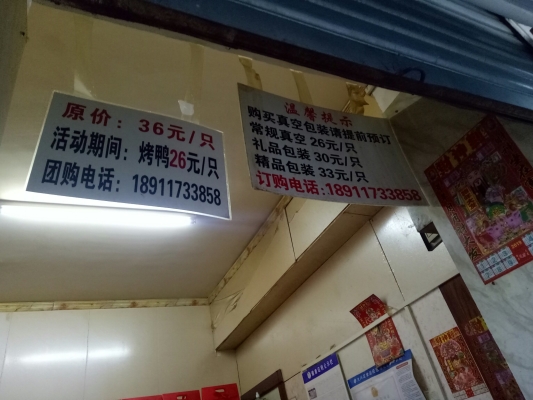 原价：36元/只
活动期间：烤鸭26元/只
团购电话：18911733858
温馨提示
购买真空包装请提前预订
常规真空 26元/只
礼品包装 30元/只
精品包装 33元/只
订购电话：18911733858